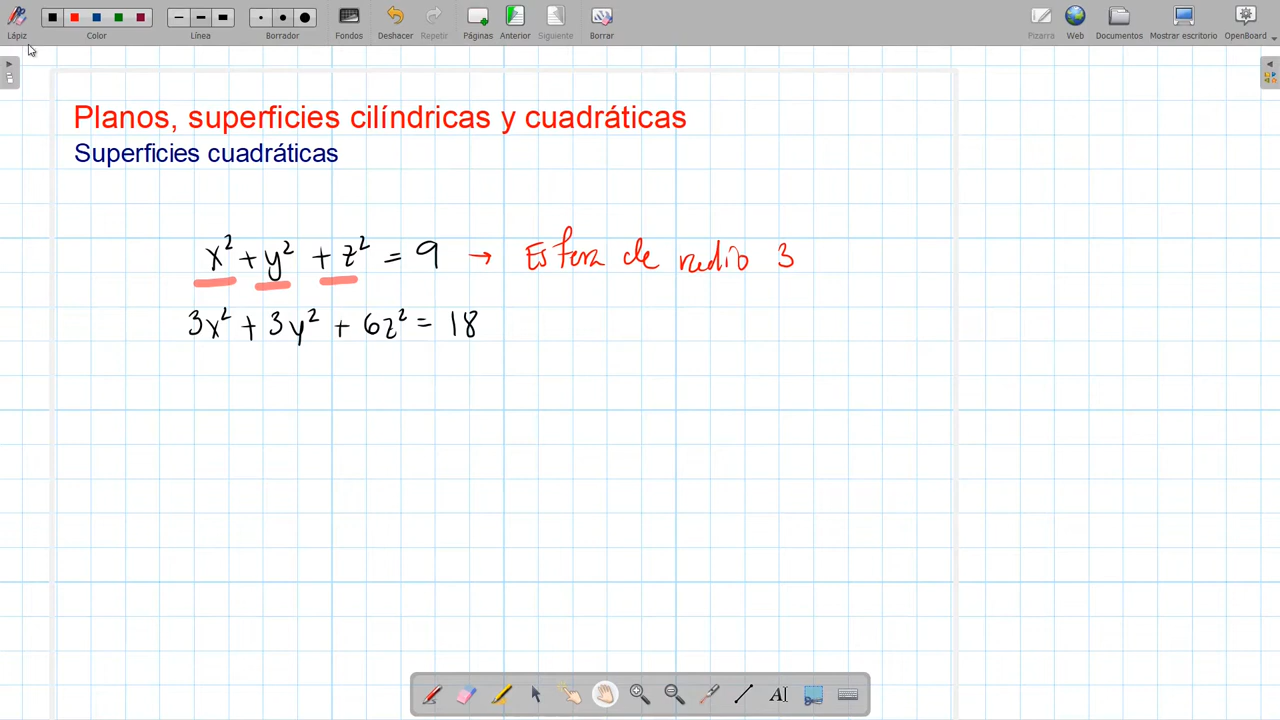 Lápiz Color Línea Borrador Fondos Deshacer Repetir Páginas Anterior Siguiente Borrar Pizarra Web Documentos Mostrar escritorio OpenBoard
Planos, superficies cilíndricas y cuadráticas
Superficies cuadráticas
x² + y² + z² = 9 → Esfera de radio 3
3x² + 3y² + 6z² = 18